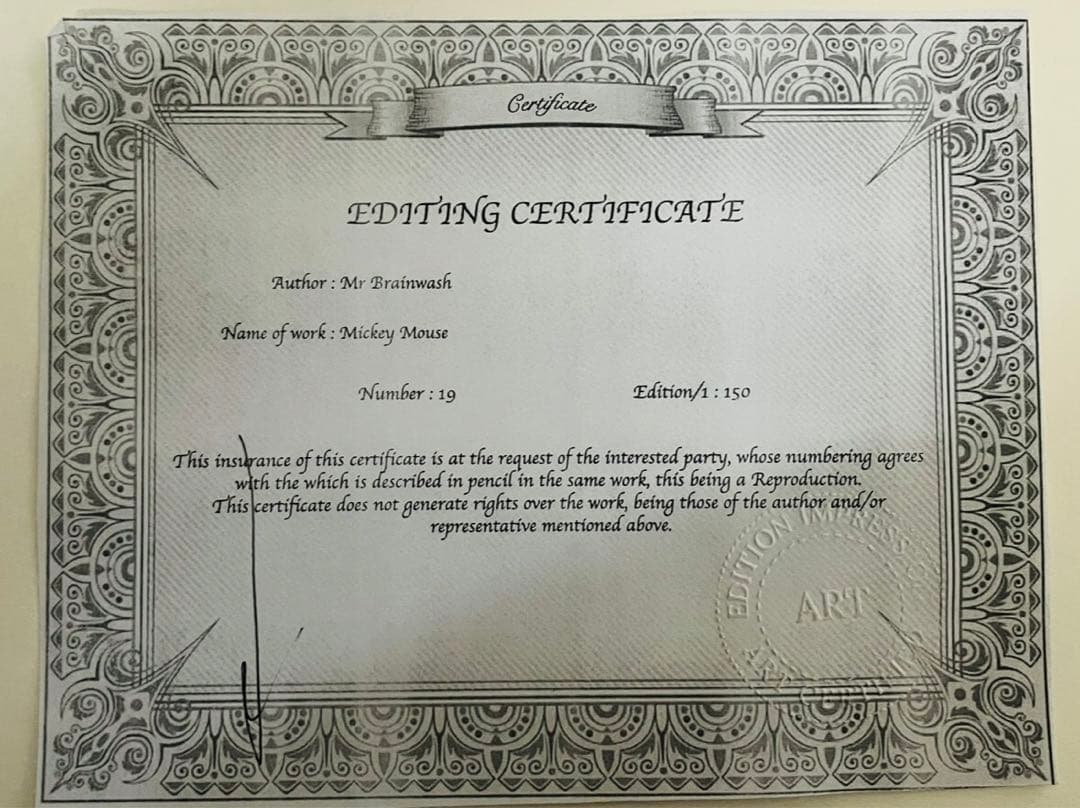 Certificate
EDITING CERTIFICATE
Author : Mr Brainwash
Name of work : Mickey Mouse
Number : 19 Edition/1 : 150
This insurance of this certificate is at the request of the interested party, whose numbering agrees
with the which is described in pencil in the same work, this being a Reproduction.
This certificate does not generate rights over the work, being those of the author and/or
representative mentioned above.
EDITION
ART
ART